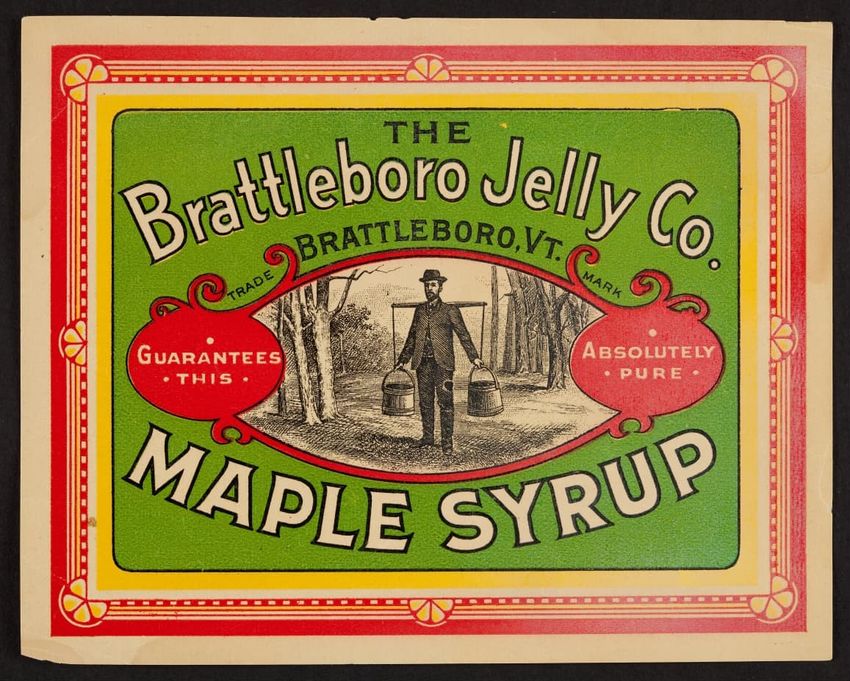 THE
Brattleboro Jelly Co.
BRATTLEBORO, VT.
TRADE MARK
GUARANTEES
· THIS ·
ABSOLUTELY
· PURE ·
MAPLE SYRUP